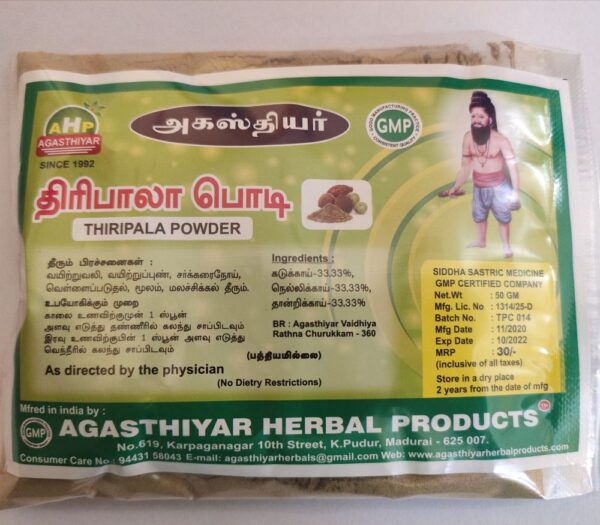 AHP
AGASTHIYAR
SINCE 1992
அகஸ்தியர்
GOOD MANUFACTURING PRACTICE
GMP
CONSISTENT QUALITY
திரிபாலா பொடி
THIRIPALA POWDER
தீரும் பிரச்சனைகள் :
வயிற்றுவலி, வயிற்றுப்புண், சர்க்கரைநோய்,
வெள்ளைப்படுதல், மூலம், மலச்சிக்கல் தீரும்.
உபயோகிக்கும் முறை
காலை உணவிற்குமுன் 1 ஸ்பூன்
அளவு எடுத்து தண்ணீரில் கலந்து சாப்பிடவும்
இரவு உணவிற்குபின் 1 ஸ்பூன் அளவு எடுத்து
வெந்நீரில் கலந்து சாப்பிடவும்
Ingredients :
கடுக்காய்-33.33%,
நெல்லிக்காய்-33.33%,
தான்றிக்காய்-33.33%.
BR : Agasthiyar Vaidhiya
Rathna Churukkam - 360
(பத்தியமில்லை)
As directed by the physician
(No Dietry Restrictions)
SIDDHA SASTRIC MEDICINE
GMP CERTIFIED COMPANY
Net.Wt : 50 GM
Mfg. Lic. No : 1314/25-D
Batch No. : TPC 014
Mfg Date : 11/2020
Exp Date : 10/2022
MRP : 30/-
(inclusive of all taxes)
Store in a dry place
2 years from the date of mfg
Mfred in india by :
GMP
AGASTHIYAR HERBAL PRODUCTS
No.619, Karpaganagar 10th Street, K.Pudur, Madurai - 625 007.
Consumer Care No : 94431 58043 E-mail: agasthiyarherbals@gmail.com Web: www.agasthiyarherbalproducts.com